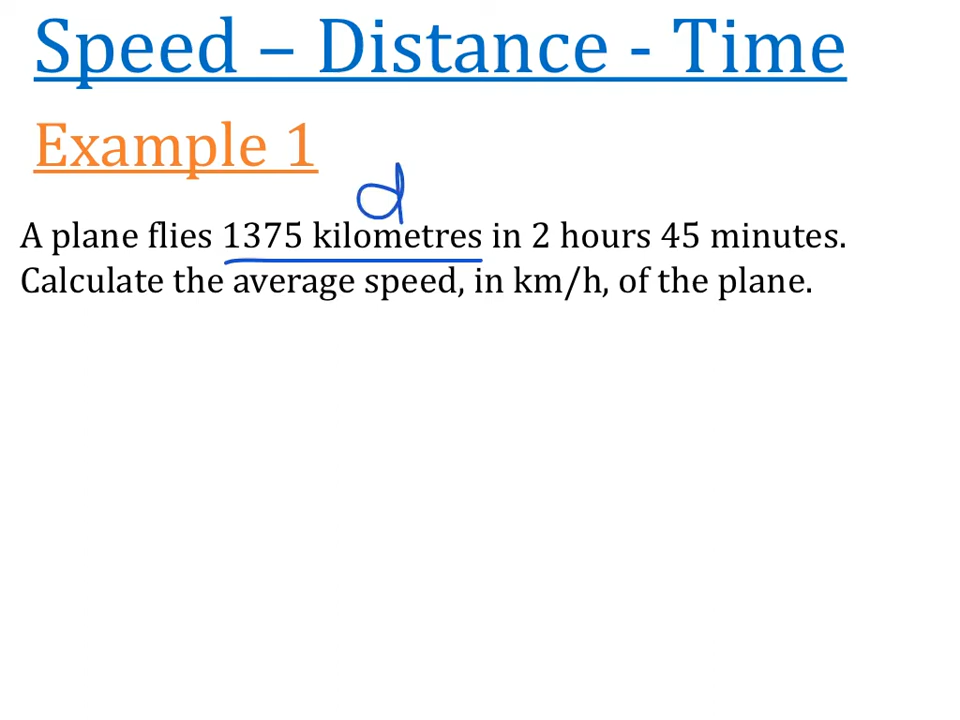 Speed – Distance - Time
Example 1
d
A plane flies 1375 kilometres in 2 hours 45 minutes.
Calculate the average speed, in km/h, of the plane.